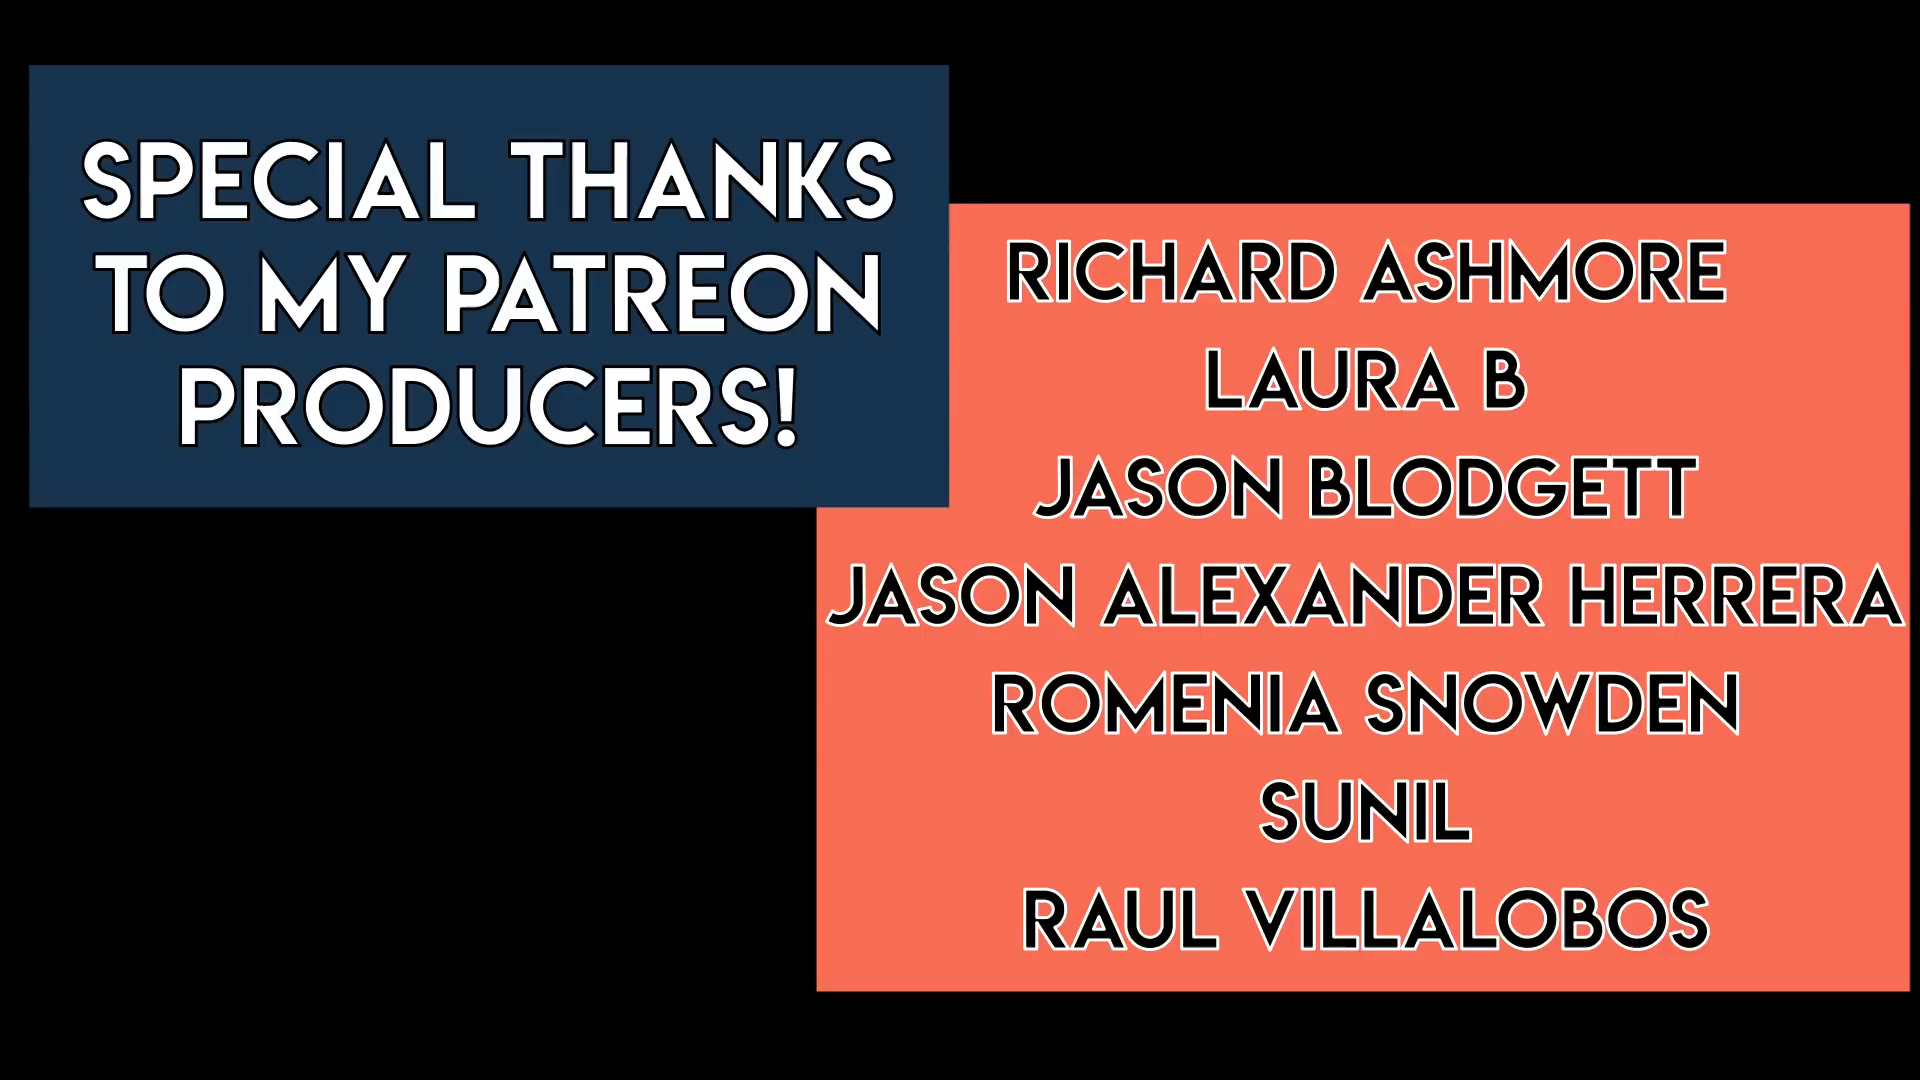 SPECIAL THANKS
TO MY PATREON
PRODUCERS!
RICHARD ASHMORE
LAURA B
JASON BLODGETT
JASON ALEXANDER HERRERA
ROMENIA SNOWDEN
SUNIL
RAUL VILLALOBOS